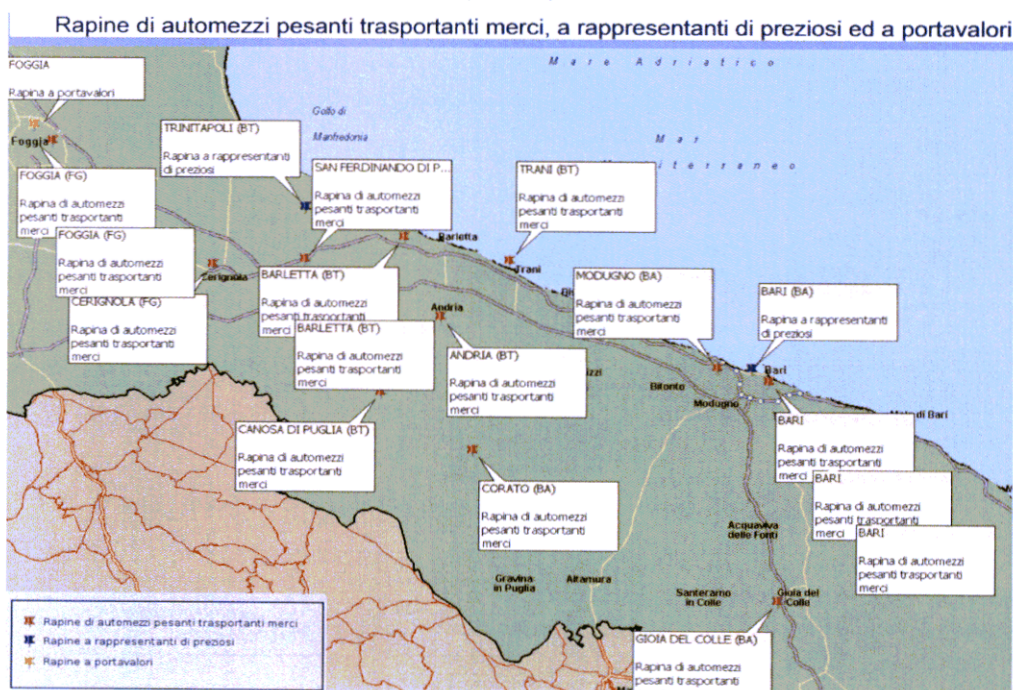 Rapine di automezzi pesanti trasportanti merci, a rappresentanti di preziosi ed a portavalori
Mare Adriatico
FOGGIA
Rapina a portavalori
Foggia
Golfo di
Manfredonia
Mar
TRINITAPOLI (BT)
Rapina a rappresentanti
di preziosi
SAN FERDINANDO DI P...
Rapina di automezzi
pesanti trasportanti
merci
TRANI (BT)
Rapina di automezzi
pesanti trasportanti
merci
FOGGIA (FG)
Rapina di automezzi
pesanti trasportanti
merci
FOGGIA (FG)
Rapina di automezzi
pesanti trasportanti
merci
Barletta
Trani
Cerignola
CERIGNOLA (FG)
Rapina di automezzi
pesanti trasportanti
merci
BARLETTA (BT)
Rapina di automezzi
pesanti trasportanti
merci
BARLETTA (BT)
Rapina di automezzi
pesanti trasportanti
merci
Andria
MODUGNO (BA)
Rapina di automezzi
pesanti trasportanti
merci
BARI (BA)
Rapina a rappresentanti
di preziosi
ANDRIA (BT)
Rapina di automezzi
pesanti trasportanti
merci
Bari
Bitonto
Modugno
di Bari
CANOSA DI PUGLIA (BT)
Rapina di automezzi
pesanti trasportanti
merci
BARI
Rapina di automezzi
pesanti trasportanti
merci
CORATO (BA)
Rapina di automezzi
pesanti trasportanti
merci
BARI
Rapina di automezzi
pesanti trasportanti
merci
BARI
Rapina di automezzi
pesanti trasportanti
merci
Acquaviva
delle Fonti
Gravina
in Puglia
Altamura
Santeramo
in Colle
Gioia del
Colle
GIOIA DEL COLLE (BA)
Rapina di automezzi
pesanti trasportanti
Rapine di automezzi pesanti trasportanti merci
Rapine a rappresentanti di preziosi
Rapine a portavalori